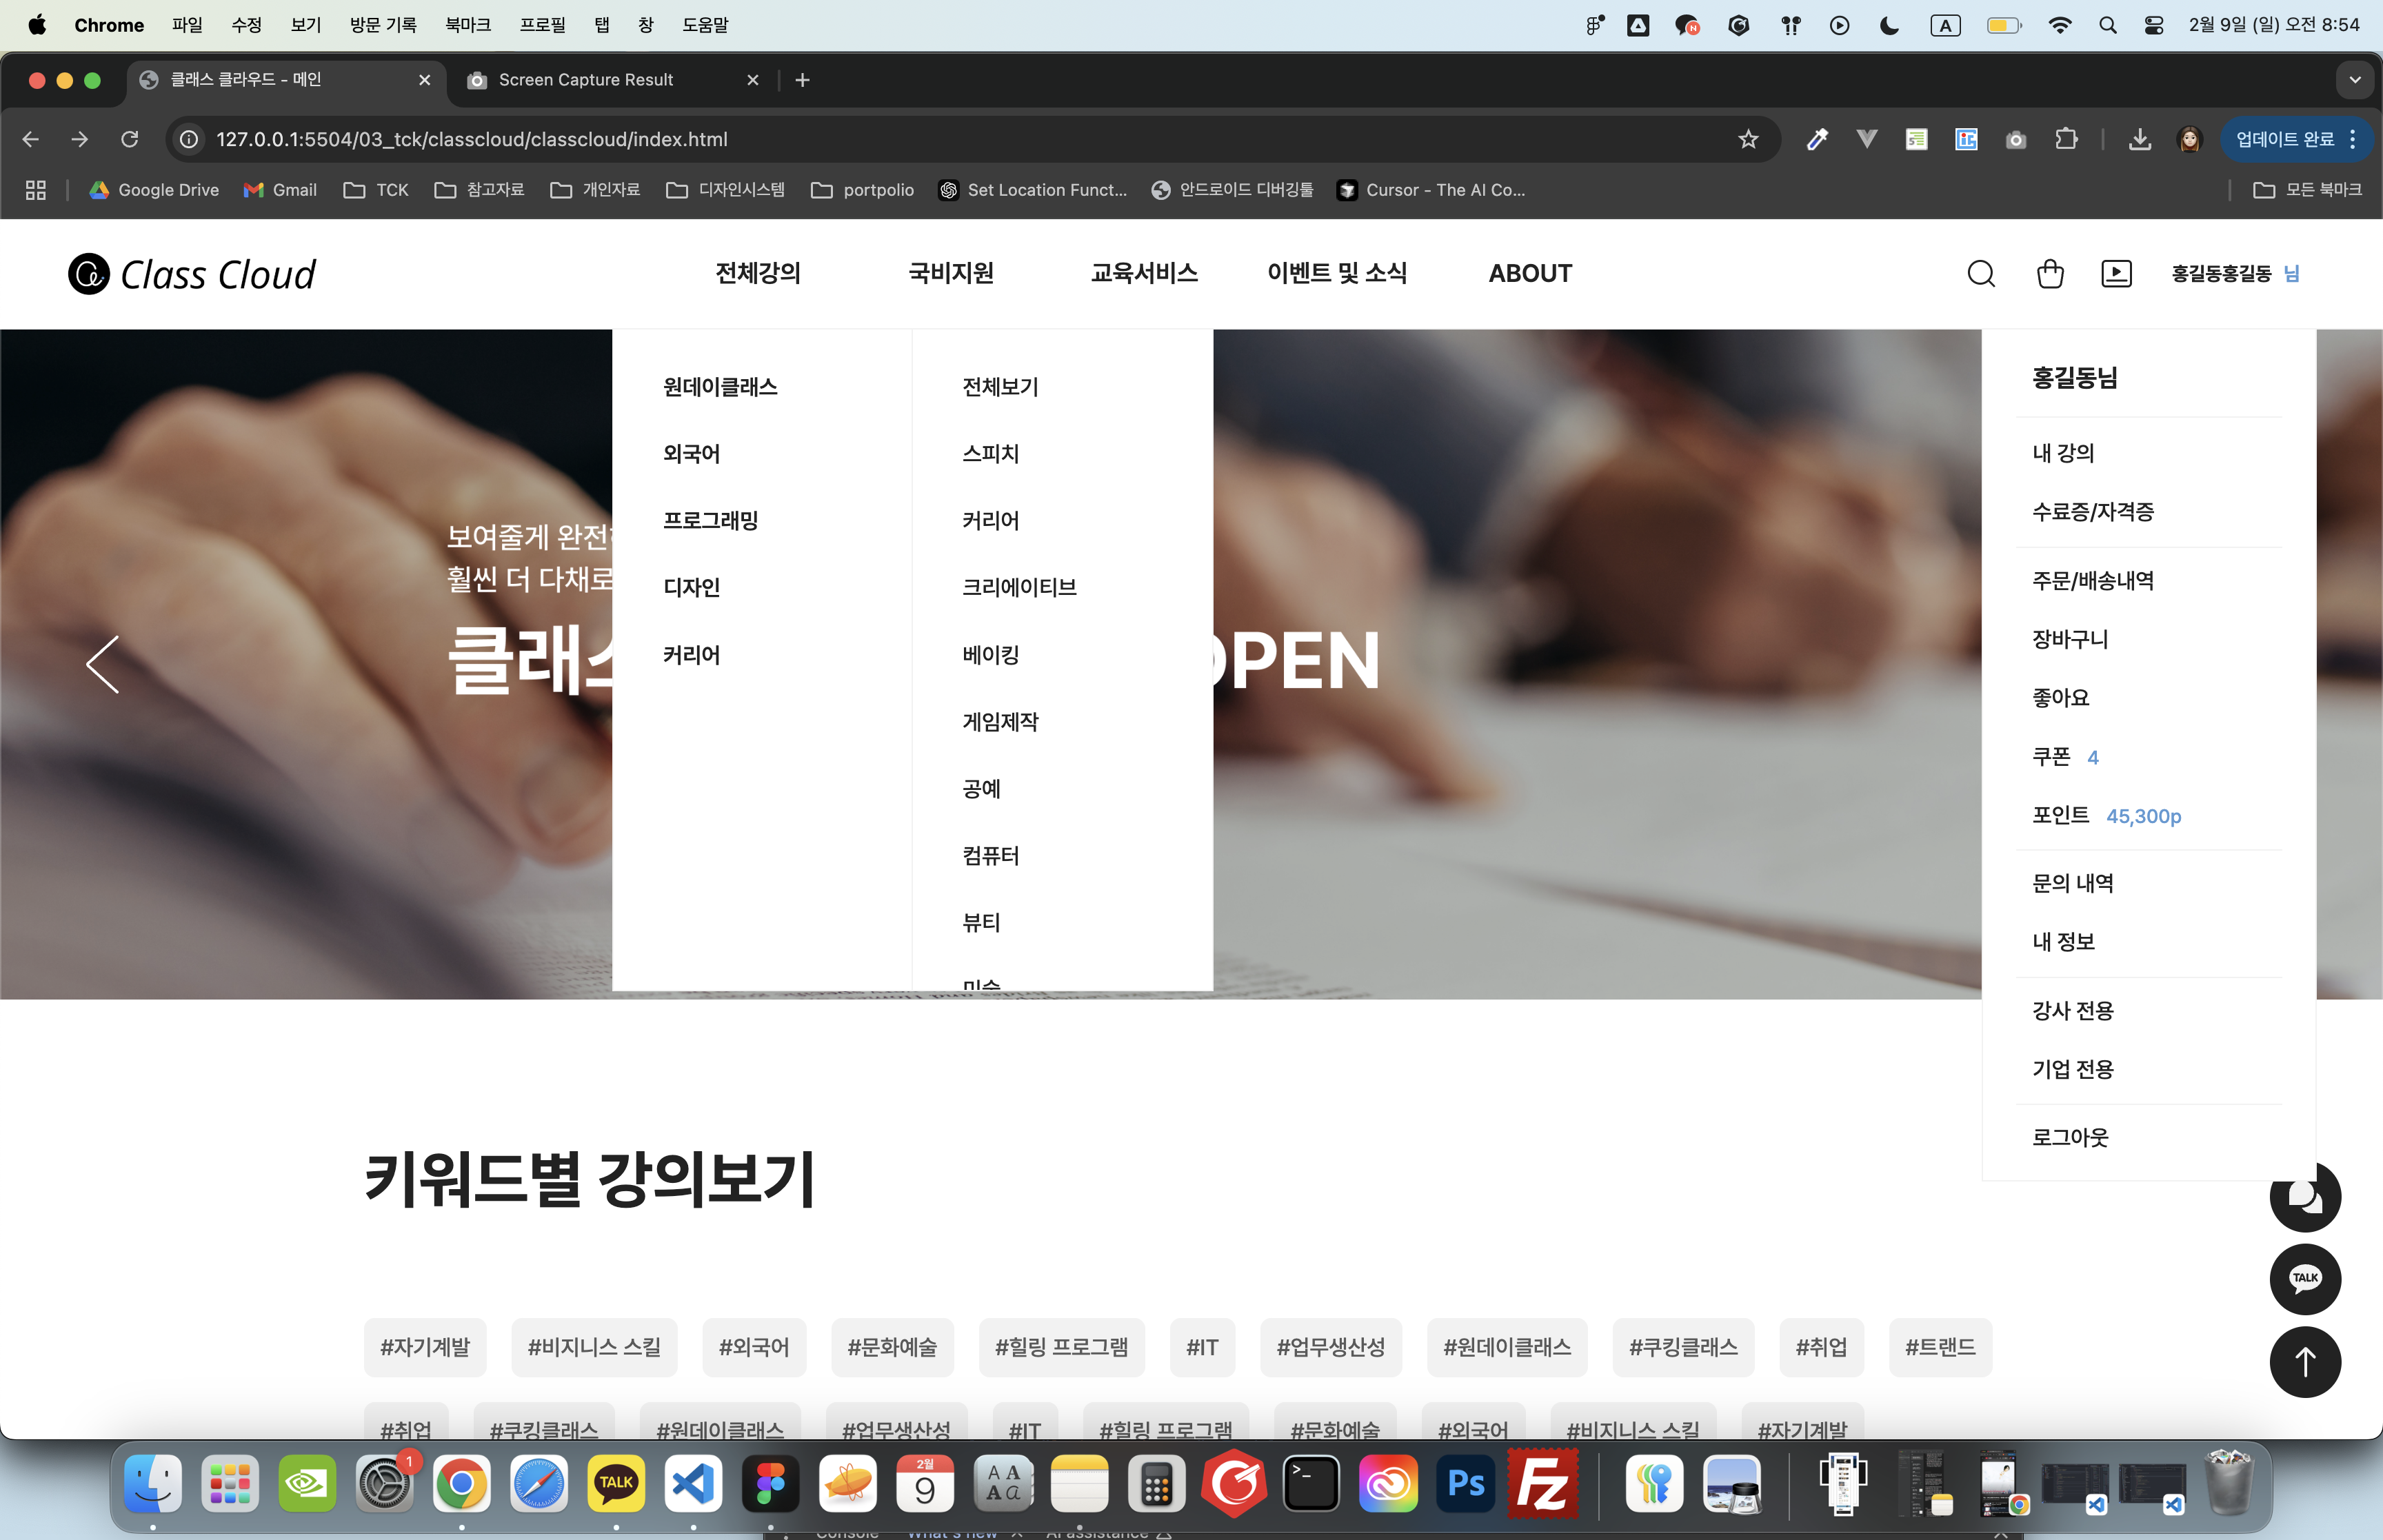 Chrome 파일 수정 보기 방문 기록 북마크 프로필 탭 창 도움말
A 2월 9일 (일) 오전 8:54
클래스 클라우드 - 메인
Screen Capture Result
127.0.0.1:5504/03_tck/classcloud/classcloud/index.html
업데이트 완료
Google Drive Gmail TCK 참고자료 개인자료 디자인시스템 portpolio Set Location Funct... 안드로이드 디버깅툴 Cursor - The AI Co... 모든 북마크
Class Cloud
전체강의 국비지원 교육서비스 이벤트 및 소식 ABOUT
홍길동홍길동 님
보여줄게 완전
훨씬 더 다채로
클래스
OPEN
원데이클래스
외국어
프로그래밍
디자인
커리어
전체보기
스피치
커리어
크리에이티브
베이킹
게임제작
공예
컴퓨터
뷰티
미술
홍길동님
내 강의
수료증/자격증
주문/배송내역
장바구니
좋아요
쿠폰 4
포인트 45,300p
문의 내역
내 정보
강사 전용
기업 전용
로그아웃
키워드별 강의보기
TALK
#자기계발 #비지니스 스킬 #외국어 #문화예술 #힐링 프로그램 #IT #업무생산성 #원데이클래스 #쿠킹클래스 #취업 #트랜드
#취업 #쿠킹클래스 #원데이클래스 #업무생산성 #IT #힐링 프로그램 #문화예술 #외국어 #비지니스 스킬 #자기계발
1
TALK
2월
9
Ps
Fz
Console What's new AI assistance